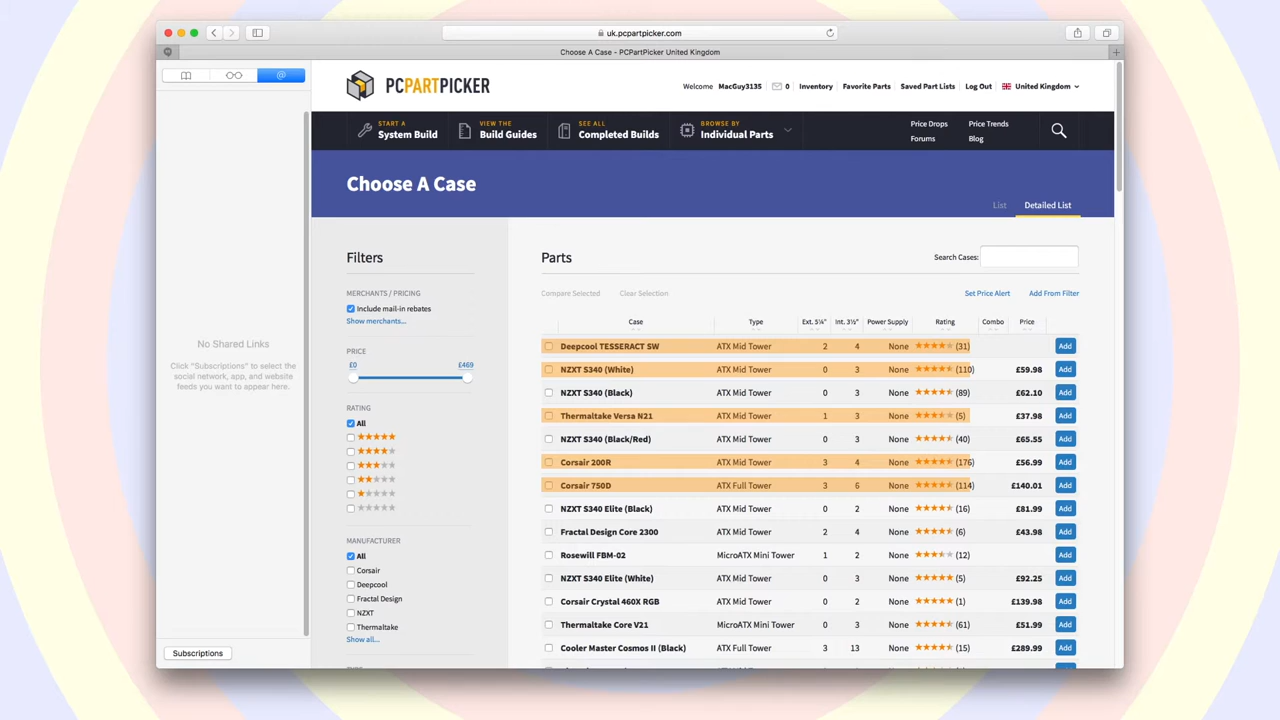 uk.pcpartpicker.com
Choose A Case - PCPartPicker United Kingdom
PCPARTPICKER
Welcome MacGuy3135 0 Inventory Favorite Parts Saved Part Lists Log Out United Kingdom
START A
System Build
VIEW THE
Build Guides
SEE ALL
Completed Builds
BROWSE BY
Individual Parts
Price Drops Price Trends
Forums Blog
Choose A Case
List Detailed List
No Shared Links
Click "Subscriptions" to select the
social network, app, and website
feeds you want to appear here.
Subscriptions
Filters
MERCHANTS / PRICING
Include mail-in rebates
Show merchants...
PRICE
£0 £469
RATING
All
MANUFACTURER
All
Corsair
Deepcool
Fractal Design
NZXT
Thermaltake
Show all...
Parts
Search Cases:
Compare Selected Clear Selection Set Price Alert Add From Filter
Case Type Ext. 5¼" Int. 3½" Power Supply Rating Combo Price
Deepcool TESSERACT SW ATX Mid Tower 2 4 None (31) Add
NZXT S340 (White) ATX Mid Tower 0 3 None (110) £59.98 Add
NZXT S340 (Black) ATX Mid Tower 0 3 None (89) £62.10 Add
Thermaltake Versa N21 ATX Mid Tower 1 3 None (5) £37.98 Add
NZXT S340 (Black/Red) ATX Mid Tower 0 3 None (40) £65.55 Add
Corsair 200R ATX Mid Tower 3 4 None (176) £56.99 Add
Corsair 750D ATX Full Tower 3 6 None (114) £140.01 Add
NZXT S340 Elite (Black) ATX Mid Tower 0 2 None (16) £81.99 Add
Fractal Design Core 2300 ATX Mid Tower 2 4 None (6) £43.98 Add
Rosewill FBM-02 MicroATX Mini Tower 1 2 None (12) Add
NZXT S340 Elite (White) ATX Mid Tower 0 3 None (5) £92.25 Add
Corsair Crystal 460X RGB ATX Mid Tower 0 2 None (1) £139.98 Add
Thermaltake Core V21 MicroATX Mini Tower 0 3 None (61) £51.99 Add
Cooler Master Cosmos II (Black) ATX Full Tower 3 13 None (15) £289.99 Add